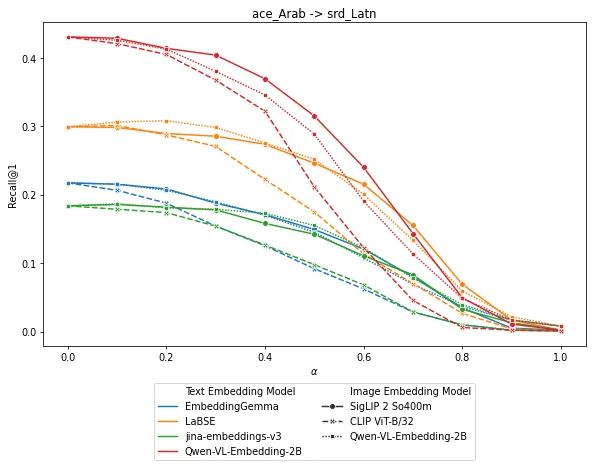 ace_Arab -> srd_Latn
Recall@1
0.4
0.3
0.2
0.1
0.0
0.0 0.2 0.4 0.6 0.8 1.0
α
Text Embedding Model Image Embedding Model
EmbeddingGemma SigLIP 2 So400m
LaBSE CLIP ViT-B/32
jina-embeddings-v3 Qwen-VL-Embedding-2B
Qwen-VL-Embedding-2B